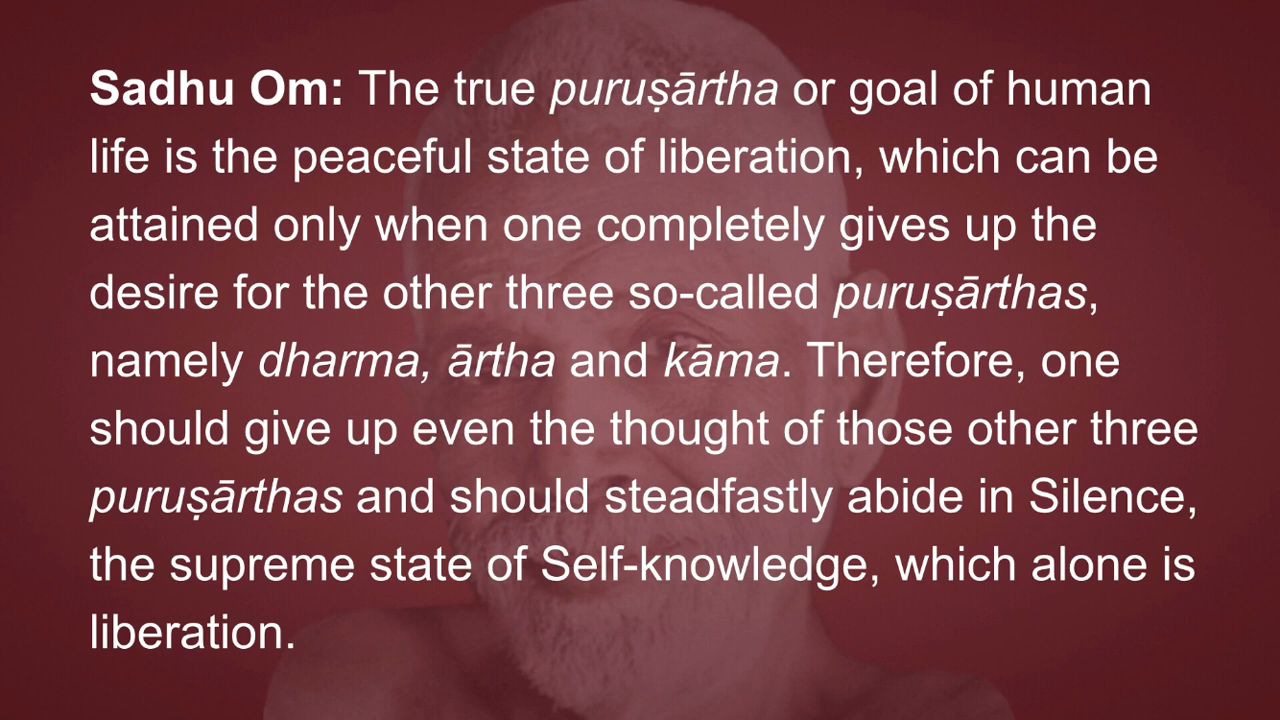 Sadhu Om: The true puruṣārtha or goal of human
life is the peaceful state of liberation, which can be
attained only when one completely gives up the
desire for the other three so-called puruṣārthas,
namely dharma, ārtha and kāma. Therefore, one
should give up even the thought of those other three
puruṣārthas and should steadfastly abide in Silence,
the supreme state of Self-knowledge, which alone is
liberation.